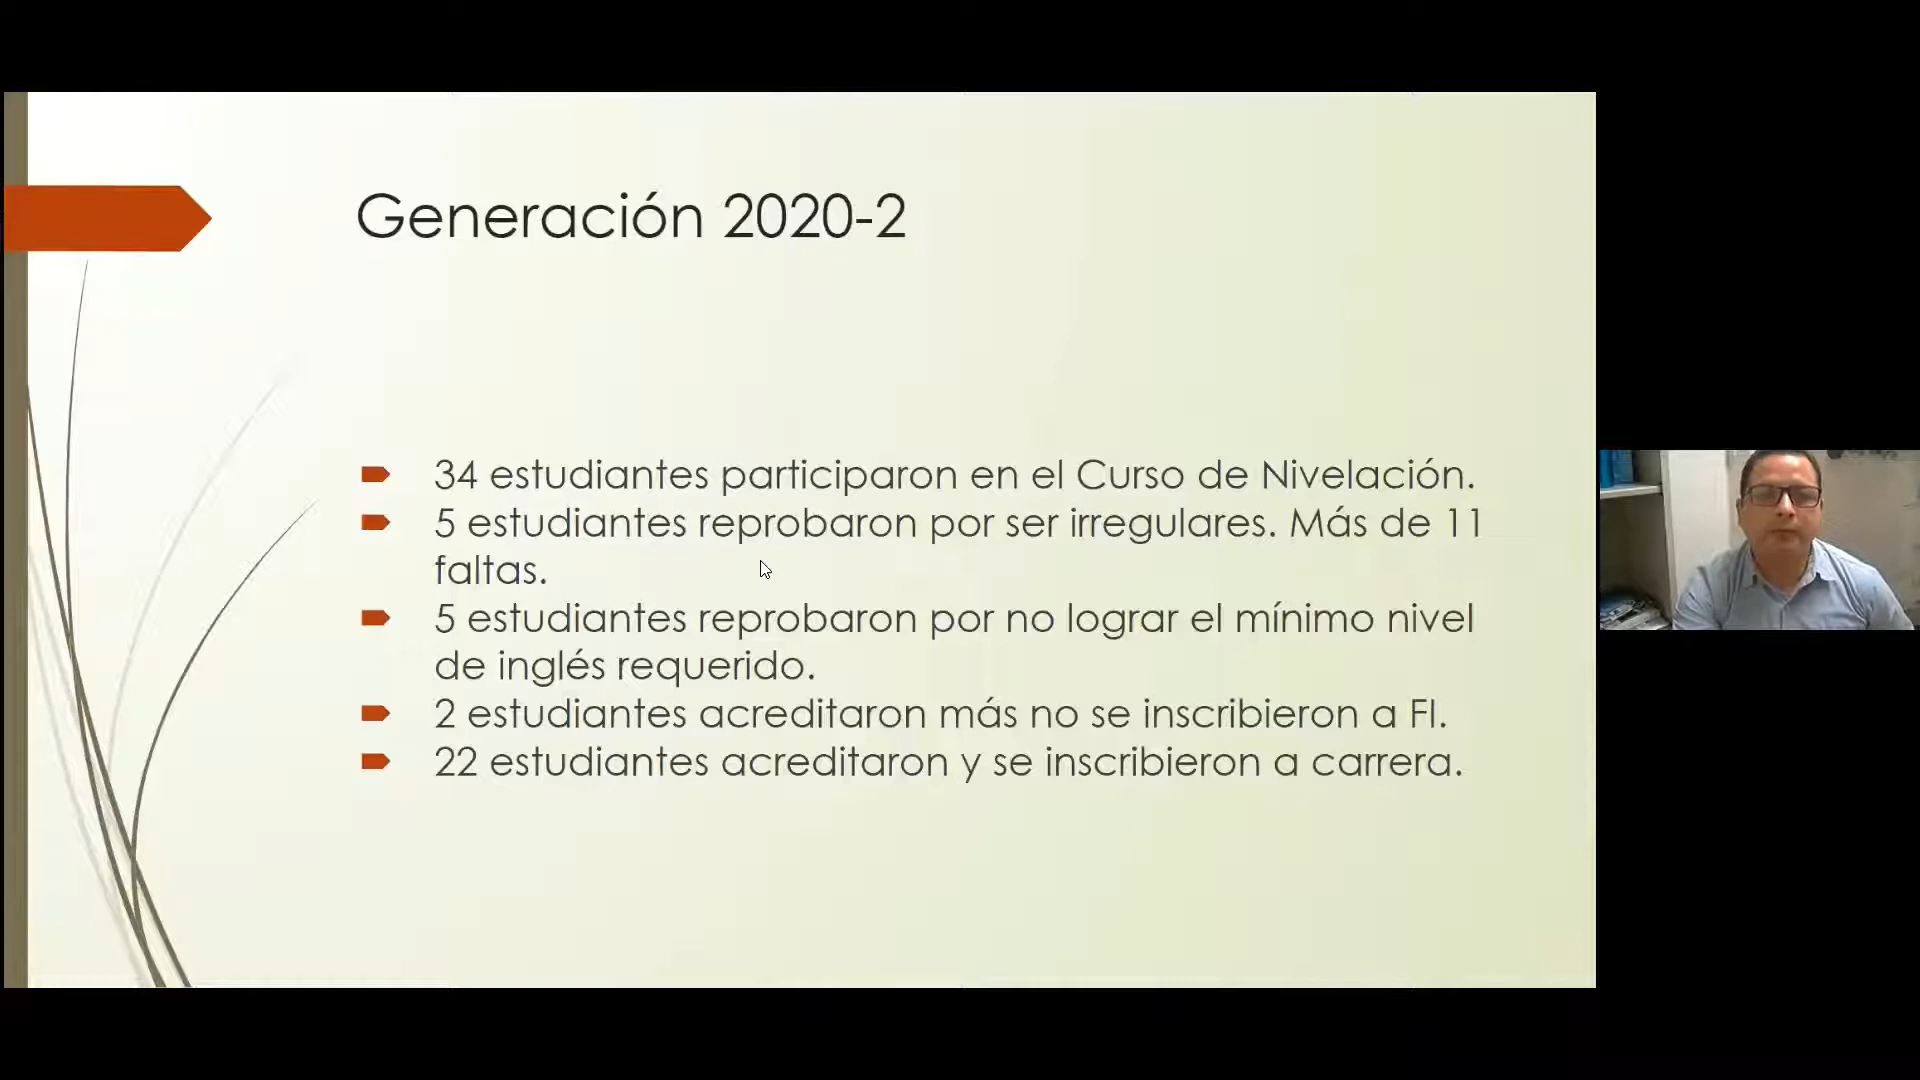 Generación 2020-2
34 estudiantes participaron en el Curso de Nivelación.
5 estudiantes reprobaron por ser irregulares. Más de 11
faltas.
5 estudiantes reprobaron por no lograr el mínimo nivel
de inglés requerido.
2 estudiantes acreditaron más no se inscribieron a FI.
22 estudiantes acreditaron y se inscribieron a carrera.